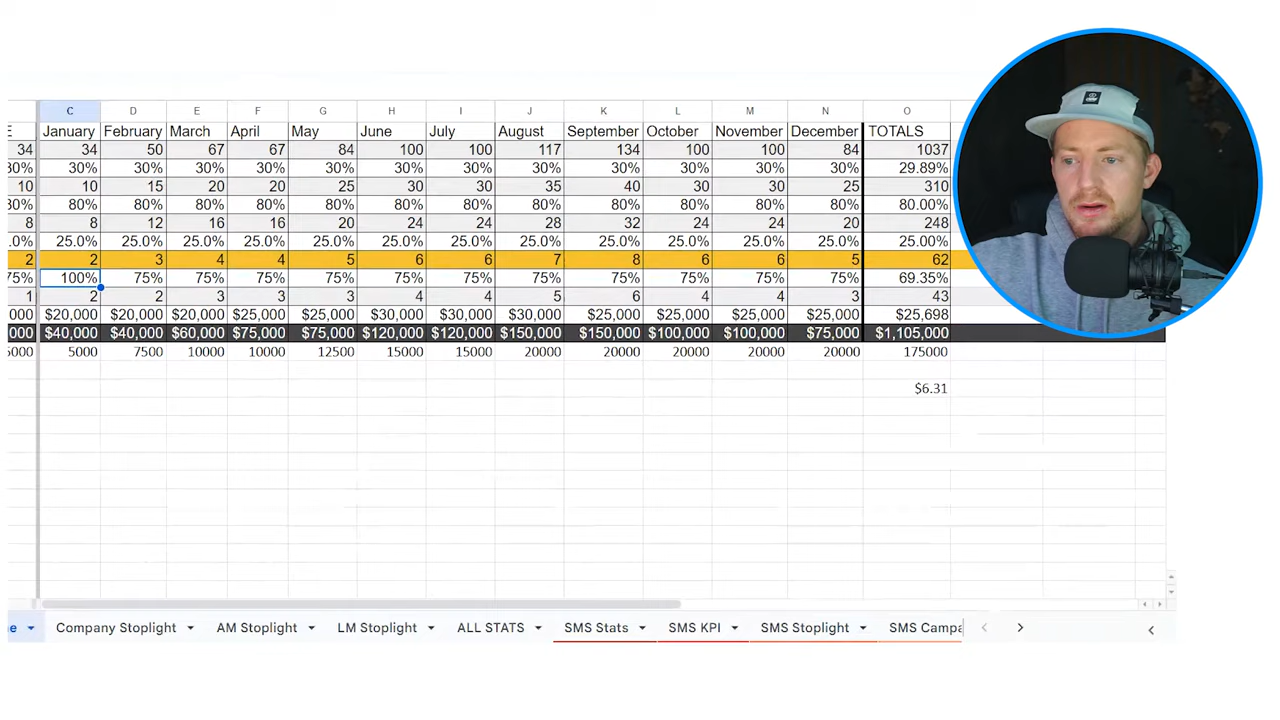 C D E F G H I J K L M N O
E January February March April May June July August September October November December TOTALS
34 34 50 67 67 84 100 100 117 134 100 100 84 1037
30% 30% 30% 30% 30% 30% 30% 30% 30% 30% 30% 30% 29.89%
10 10 15 20 20 25 30 30 35 40 30 30 25 310
80% 80% 80% 80% 80% 80% 80% 80% 80% 80% 80% 80% 80.00%
8 8 12 16 16 20 24 24 28 32 24 24 20 248
.0% 25.0% 25.0% 25.0% 25.0% 25.0% 25.0% 25.0% 25.0% 25.0% 25.0% 25.0% 25.0% 25.00%
2 2 3 4 4 5 6 6 7 8 6 6 5 62
75% 100% 75% 75% 75% 75% 75% 75% 75% 75% 75% 75% 75% 69.35%
1 2 2 3 3 3 4 4 5 6 4 4 3 43
000 $20,000 $20,000 $20,000 $25,000 $25,000 $30,000 $30,000 $30,000 $25,000 $25,000 $25,000 $25,000 $25,698
000 $40,000 $40,000 $60,000 $75,000 $75,000 $120,000 $120,000 $150,000 $150,000 $100,000 $100,000 $75,000 $1,105,000
5000 5000 7500 10000 10000 12500 15000 15000 20000 20000 20000 20000 20000 175000
$6.31
e Company Stoplight AM Stoplight LM Stoplight ALL STATS SMS Stats SMS KPI SMS Stoplight SMS Campa